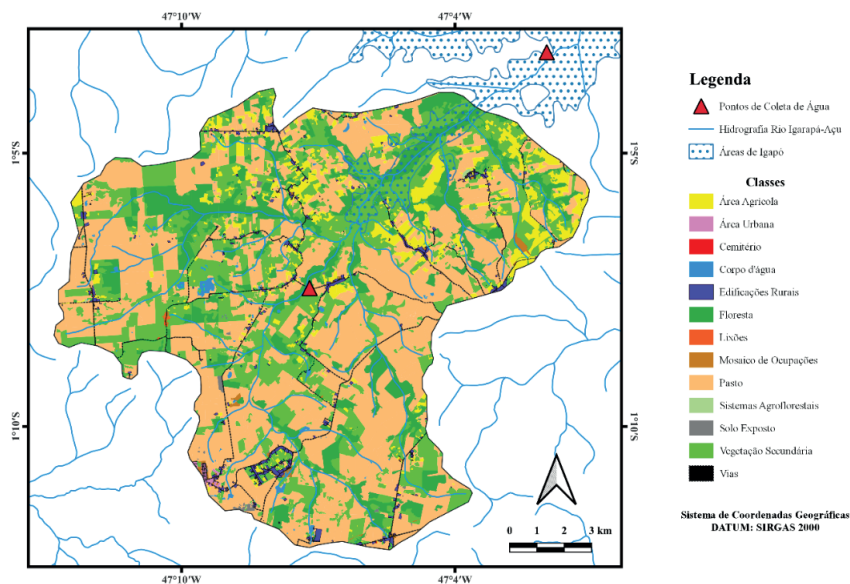 47°10'W 47°4'W
1°5'S 1°5'S
1°10'S 1°10'S
47°10'W 47°4'W
0 1 2 3 km
Legenda
Pontos de Coleta de Água
Hidrografia Rio Igarapá-Açu
Áreas de Igapó
Classes
Área Agrícola
Área Urbana
Cemitério
Corpo d'água
Edificações Rurais
Floresta
Lixões
Mosaico de Ocupações
Pasto
Sistemas Agroflorestais
Solo Exposto
Vegetação Secundária
Vias
Sistema de Coordenadas Geográficas
DATUM: SIRGAS 2000